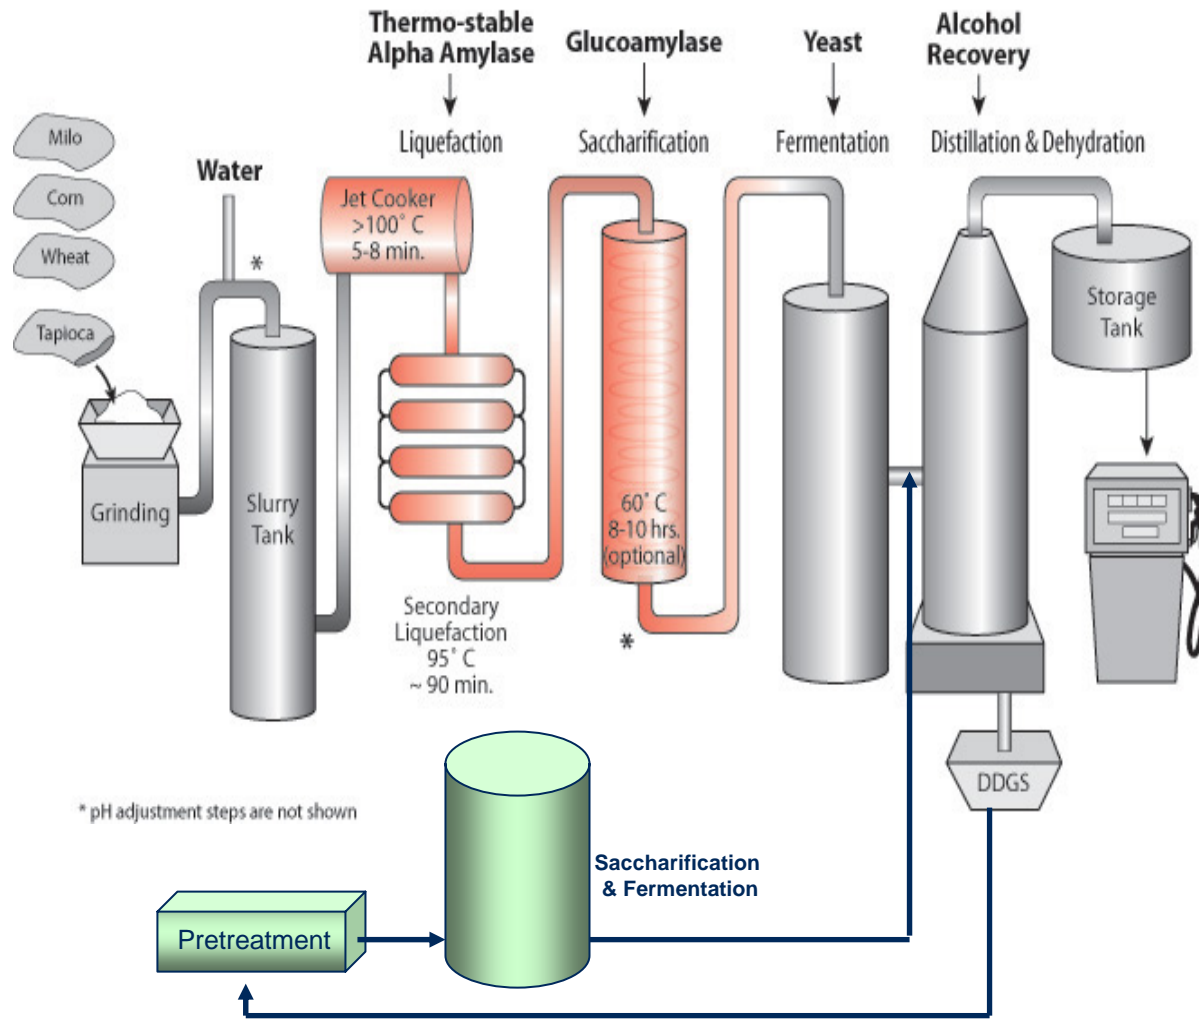 Thermo-stable
Alpha Amylase
Glucoamylase
Yeast
Alcohol
Recovery
Liquefaction
Saccharification
Fermentation
Distillation & Dehydration
Milo
Corn
Wheat
Tapioca
Water
*
Jet Cooker
>100° C
5-8 min.
Storage
Tank
Grinding
Slurry
Tank
60° C
8-10 hrs.
(optional)
Secondary
Liquefaction
95° C
~ 90 min.
*
DDGS
* pH adjustment steps are not shown
Saccharification
& Fermentation
Pretreatment